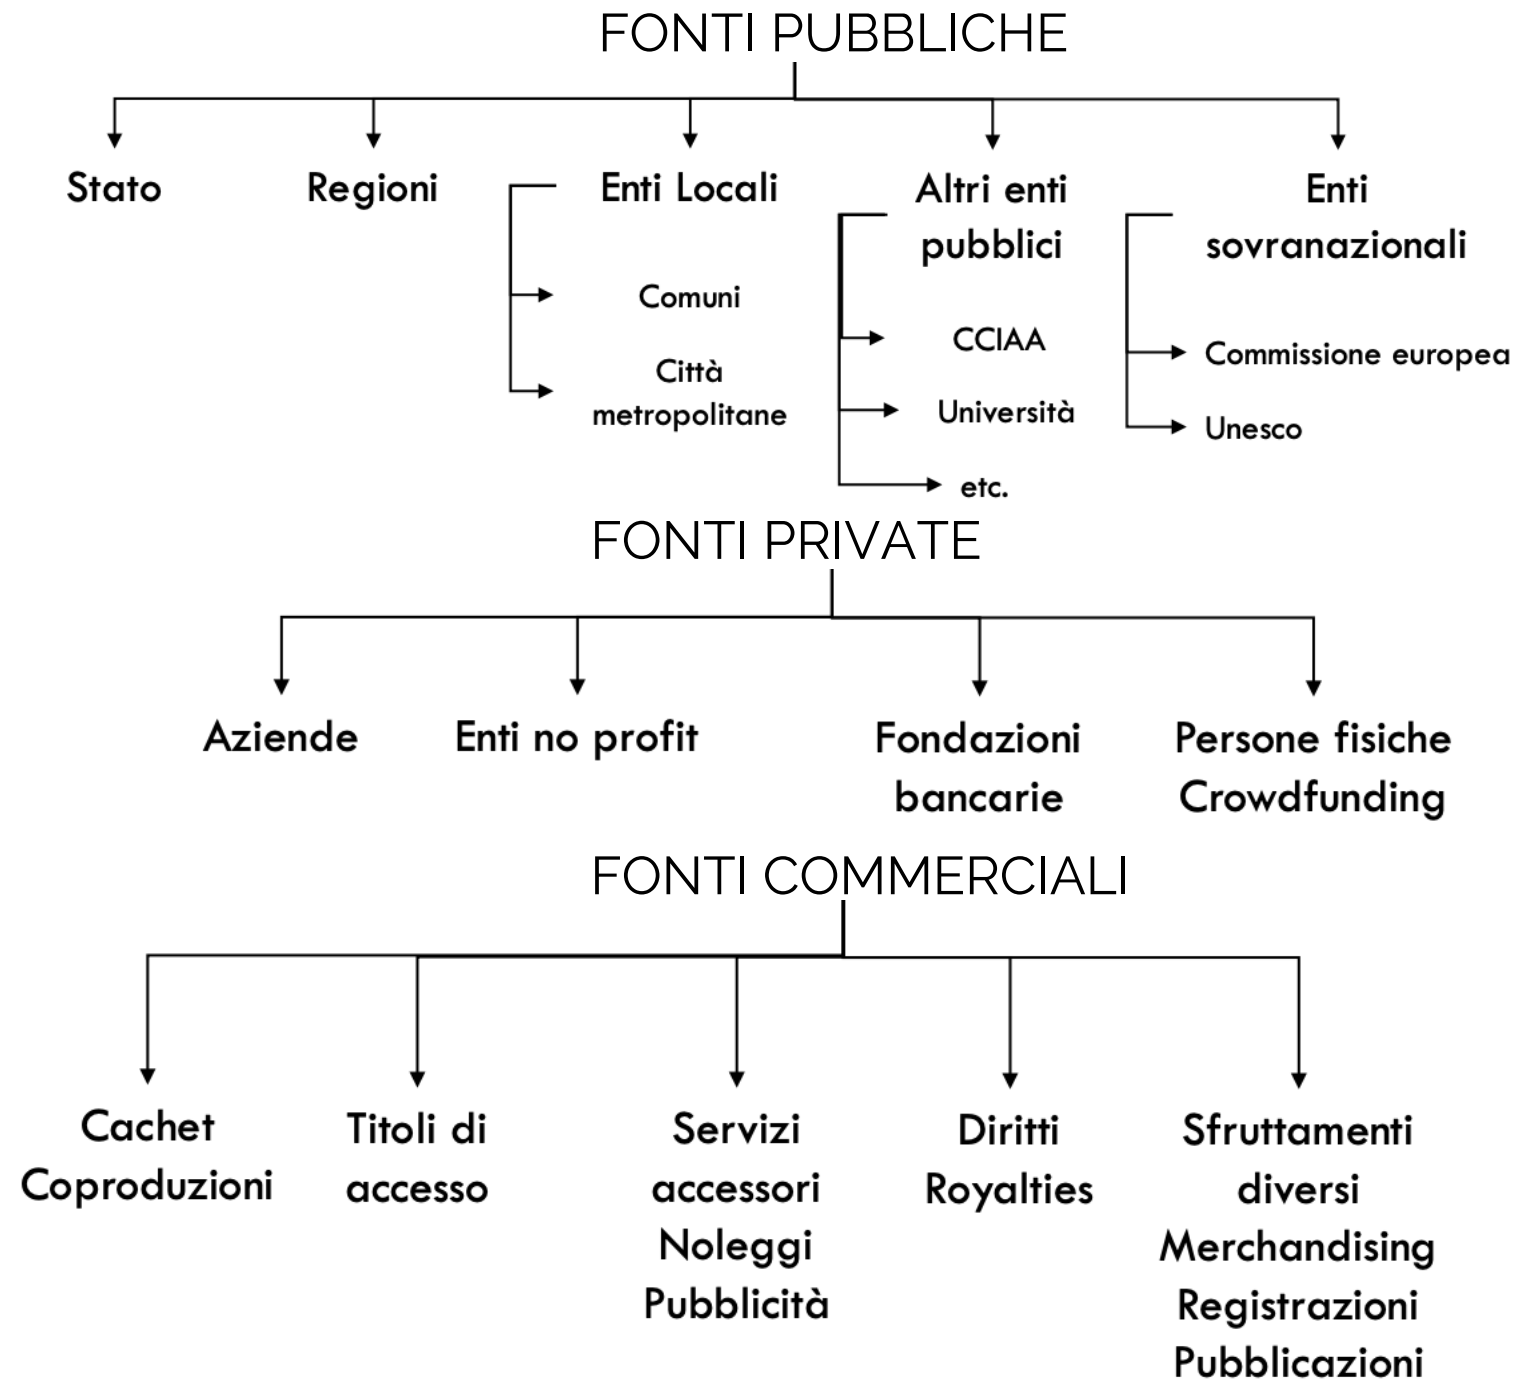 FONTI PUBBLICHE
Stato
Regioni
Enti Locali
Comuni
Città
metropolitane
Altri enti
pubblici
CCIAA
Università
etc.
Enti
sovranazionali
Commissione europea
Unesco
FONTI PRIVATE
Aziende
Enti no profit
Fondazioni
bancarie
Persone fisiche
Crowdfunding
FONTI COMMERCIALI
Cachet
Coproduzioni
Titoli di
accesso
Servizi
accessori
Noleggi
Pubblicità
Diritti
Royalties
Sfruttamenti
diversi
Merchandising
Registrazioni
Pubblicazioni